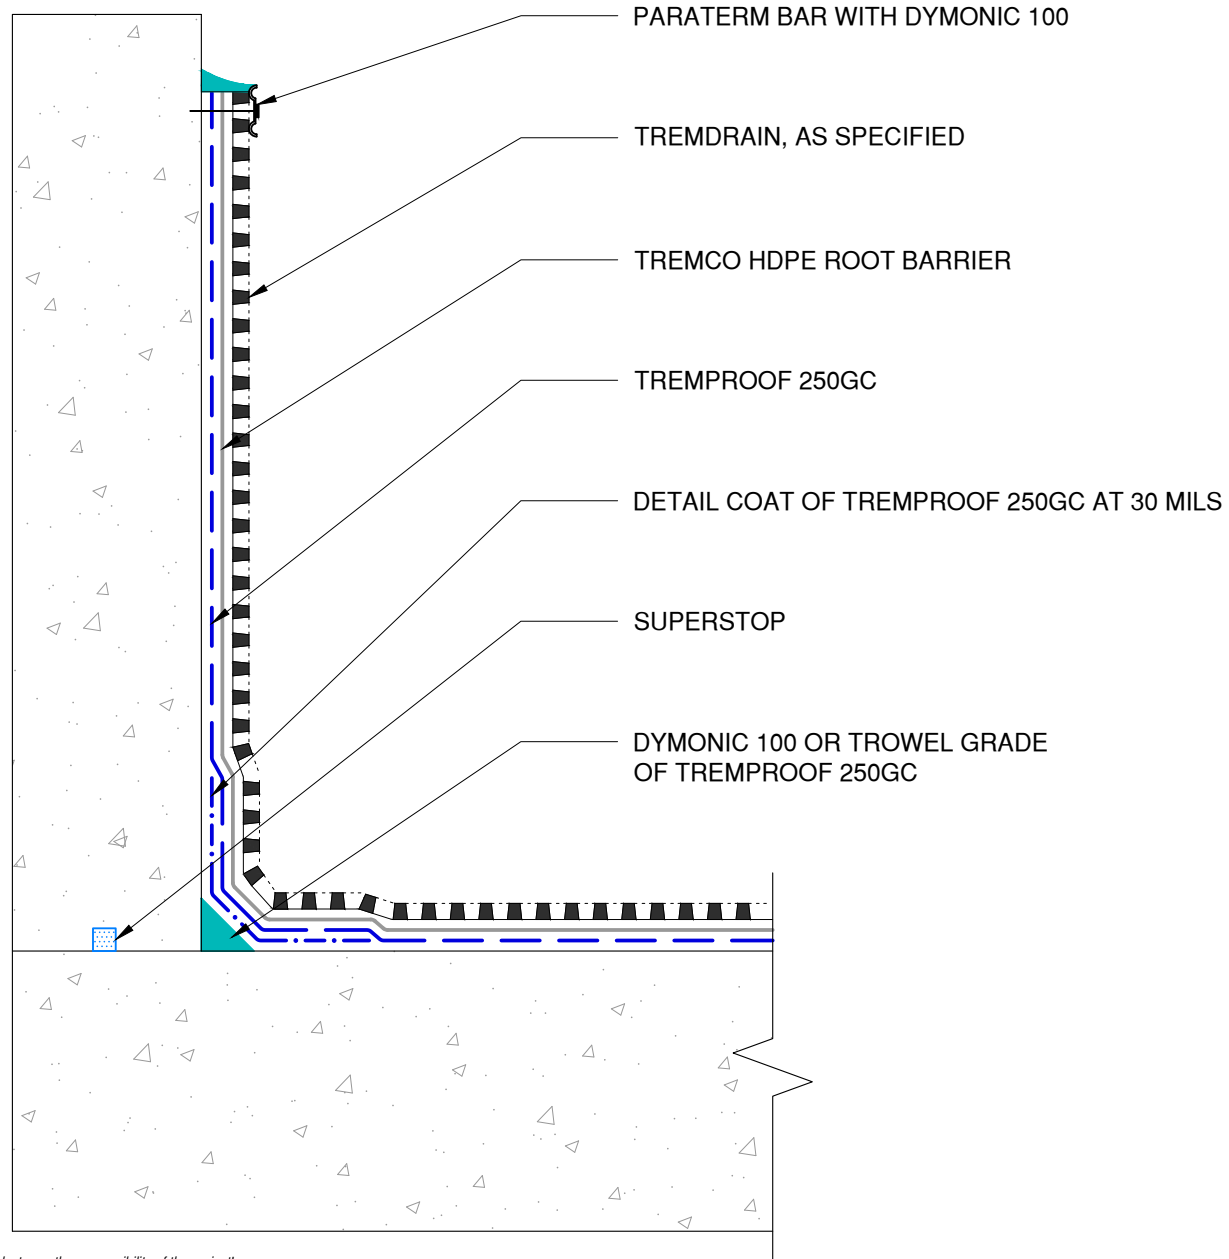 PARATERM BAR WITH DYMONIC 100
TREMDRAIN, AS SPECIFIED
TREMCO HDPE ROOT BARRIER
TREMPROOF 250GC
DETAIL COAT OF TREMPROOF 250GC AT 30 MILS
SUPERSTOP
DYMONIC 100 OR TROWEL GRADE
OF TREMPROOF 250GC